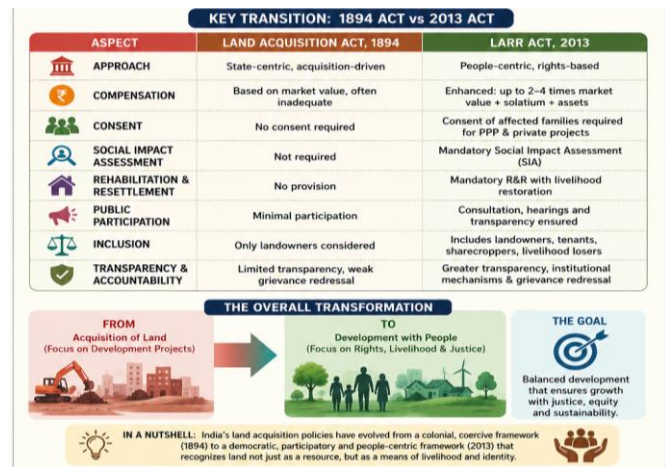 KEY TRANSITION: 1894 ACT vs 2013 ACT
ASPECT LAND ACQUISITION ACT, 1894 LARR ACT, 2013
APPROACH State-centric, acquisition-driven People-centric, rights-based
COMPENSATION Based on market value, often inadequate Enhanced: up to 2–4 times market value + solatium + assets
CONSENT No consent required Consent of affected families required for PPP & private projects
SOCIAL IMPACT ASSESSMENT Not required Mandatory Social Impact Assessment (SIA)
REHABILITATION & RESETTLEMENT No provision Mandatory R&R with livelihood restoration
PUBLIC PARTICIPATION Minimal participation Consultation, hearings and transparency ensured
INCLUSION Only landowners considered Includes landowners, tenants, sharecroppers, livelihood losers
TRANSPARENCY & ACCOUNTABILITY Limited transparency, weak grievance redressal Greater transparency, institutional mechanisms & grievance redressal
THE OVERALL TRANSFORMATION
FROM
Acquisition of Land
(Focus on Development Projects)
TO
Development with People
(Focus on Rights, Livelihood & Justice)
THE GOAL
Balanced development
that ensures growth
with justice, equity
and sustainability.
IN A NUTSHELL: India's land acquisition policies have evolved from a colonial, coercive framework
(1894) to a democratic, participatory and people-centric framework (2013) that
recognizes land not just as a resource, but as a means of livelihood and identity.